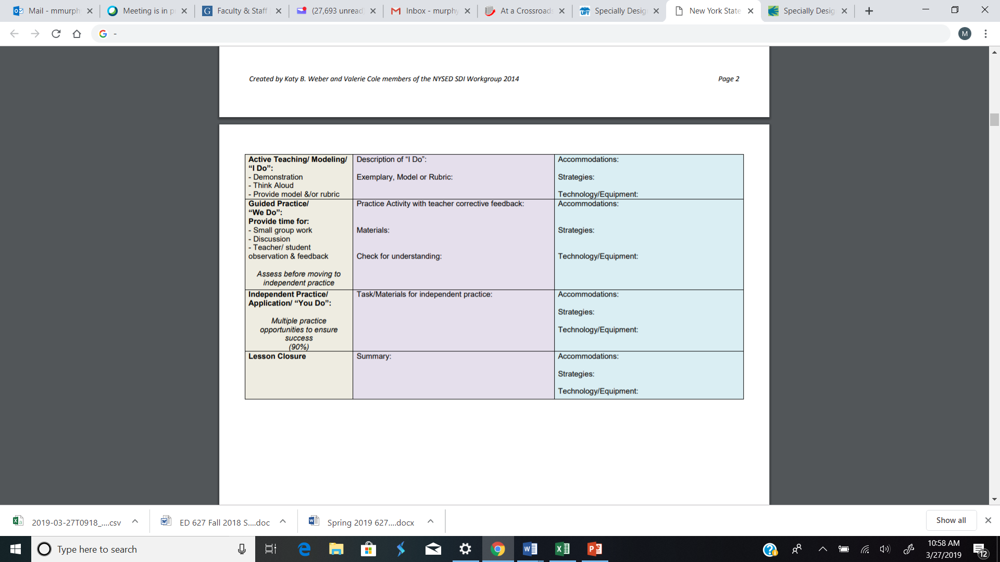 Mail - mmurph
Meeting is in p
Faculty & Staff
(27,693 unread
Inbox - murphy
At a Crossroads
Specially Desig
New York State
Specially Desig
-
M
Created by Katy B. Weber and Valerie Cole members of the NYSED SDI Workgroup 2014
Page 2
Active Teaching/ Modeling/
“I Do”:
- Demonstration
- Think Aloud
- Provide model &/or rubric
Description of “I Do”:
Exemplary, Model or Rubric:
Accommodations:
Strategies:
Technology/Equipment:
Guided Practice/
“We Do”:
Provide time for:
- Small group work
- Discussion
- Teacher/ student
observation & feedback
Assess before moving to
independent practice
Practice Activity with teacher corrective feedback:
Materials:
Check for understanding:
Accommodations:
Strategies:
Technology/Equipment:
Independent Practice/
Application/ “You Do”:
Multiple practice
opportunities to ensure
success
(90%)
Task/Materials for independent practice:
Accommodations:
Strategies:
Technology/Equipment:
Lesson Closure
Summary:
Accommodations:
Strategies:
Technology/Equipment:
2019-03-27T0918_....csv
ED 627 Fall 2018 S....doc
Spring 2019 627....docx
Show all
Type here to search
10:58 AM
3/27/2019
12